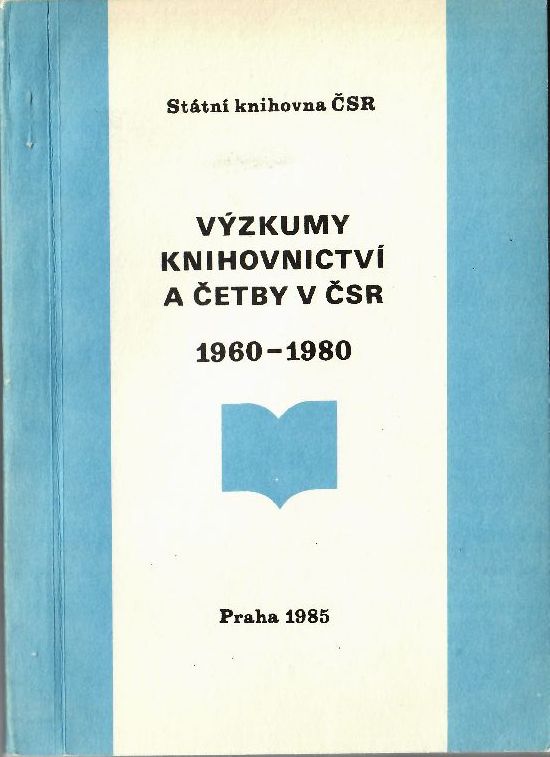 Státní knihovna ČSR
VÝZKUMY
KNIHOVNICTVÍ
A ČETBY V ČSR
1960-1980
Praha 1985